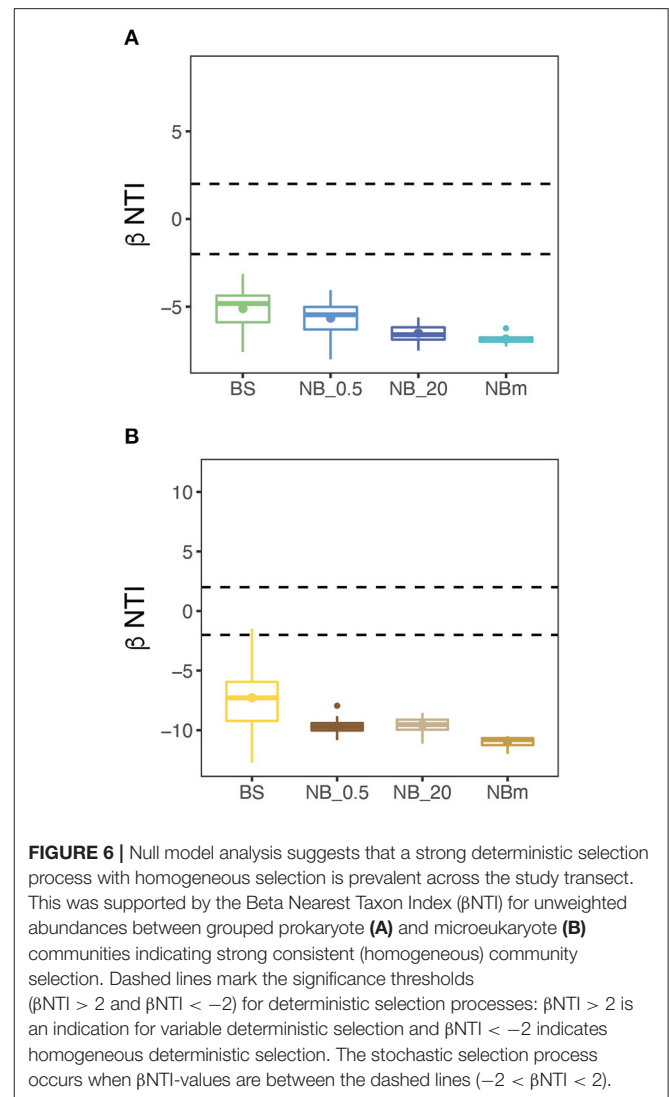 A
5
0
−5
β NTI
BS NB_0.5 NB_20 NBm
B
10
5
0
−5
−10
β NTI
BS NB_0.5 NB_20 NBm
FIGURE 6 | Null model analysis suggests that a strong deterministic selection
process with homogeneous selection is prevalent across the study transect.
This was supported by the Beta Nearest Taxon Index (βNTI) for unweighted
abundances between grouped prokaryote (A) and microeukaryote (B)
communities indicating strong consistent (homogeneous) community
selection. Dashed lines mark the significance thresholds
(βNTI > 2 and βNTI < −2) for deterministic selection processes: βNTI > 2 is
an indication for variable deterministic selection and βNTI < −2 indicates
homogeneous deterministic selection. The stochastic selection process
occurs when βNTI-values are between the dashed lines (−2 < βNTI < 2).